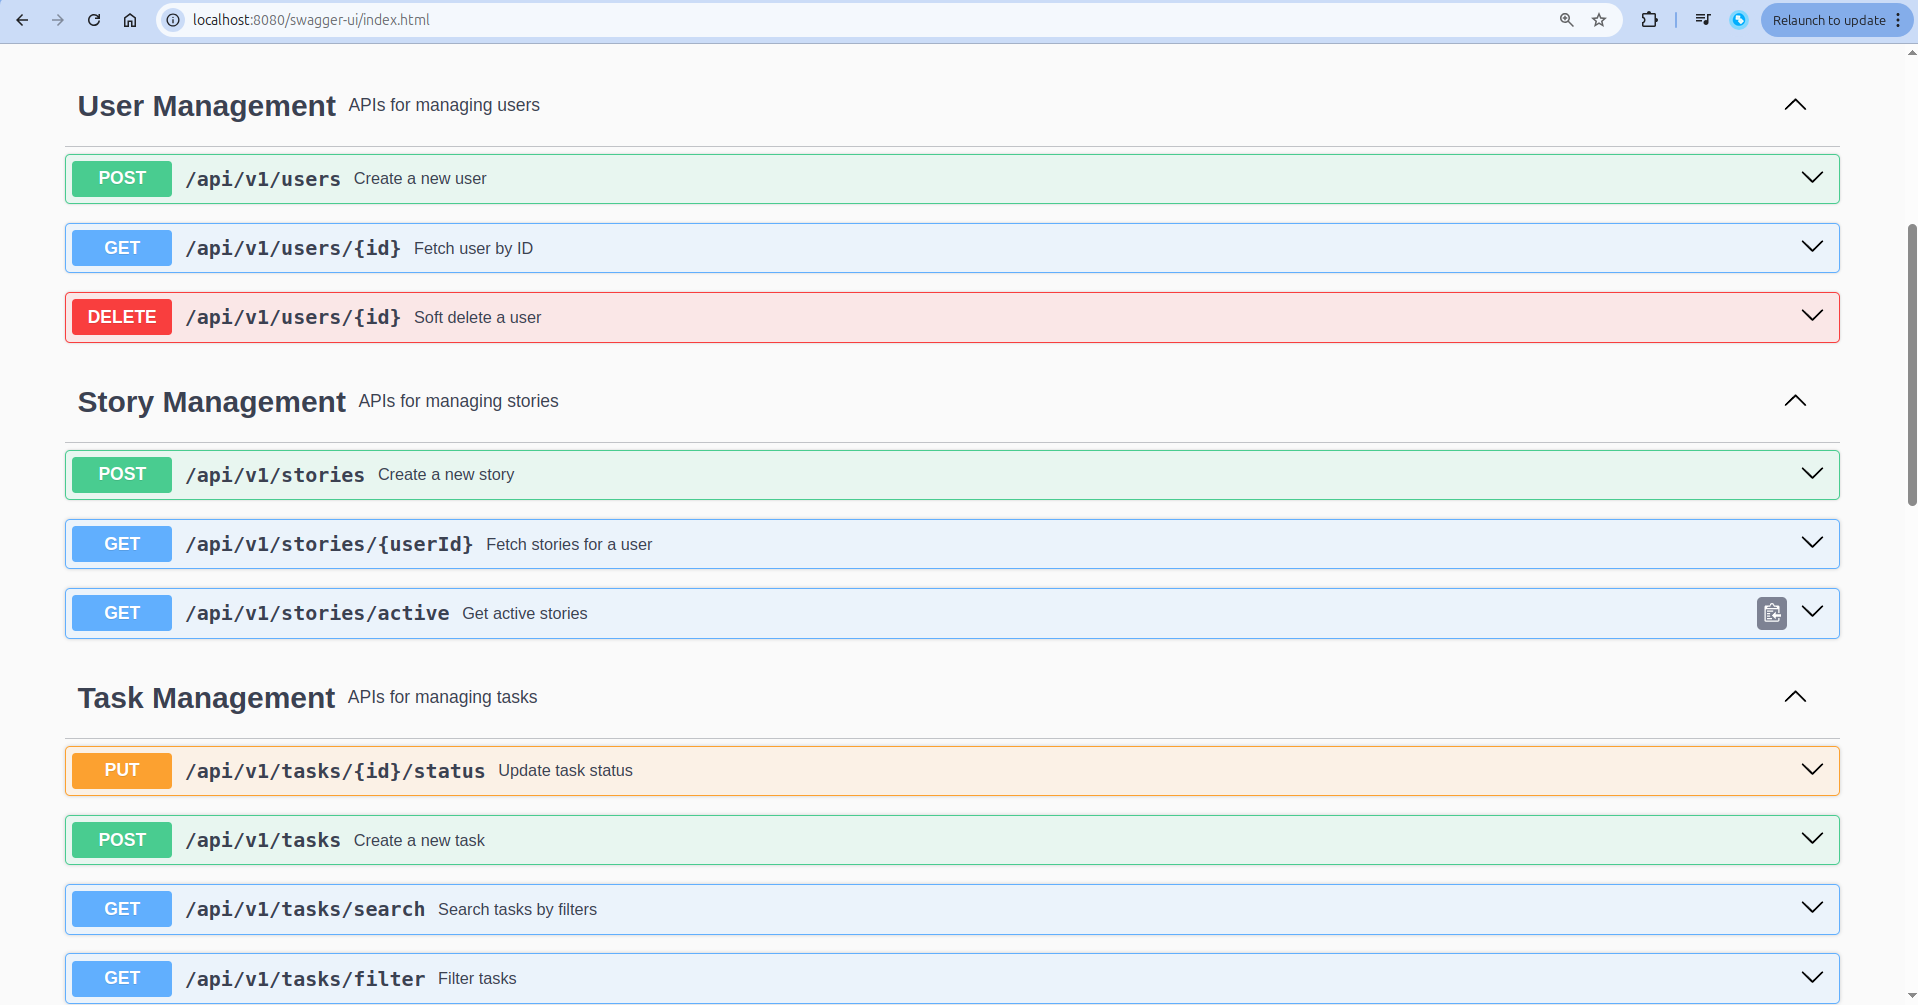 localhost:8080/swagger-ui/index.html
Relaunch to update
User Management APIs for managing users
POST /api/v1/users Create a new user
GET /api/v1/users/{id} Fetch user by ID
DELETE /api/v1/users/{id} Soft delete a user
Story Management APIs for managing stories
POST /api/v1/stories Create a new story
GET /api/v1/stories/{userId} Fetch stories for a user
GET /api/v1/stories/active Get active stories
Task Management APIs for managing tasks
PUT /api/v1/tasks/{id}/status Update task status
POST /api/v1/tasks Create a new task
GET /api/v1/tasks/search Search tasks by filters
GET /api/v1/tasks/filter Filter tasks